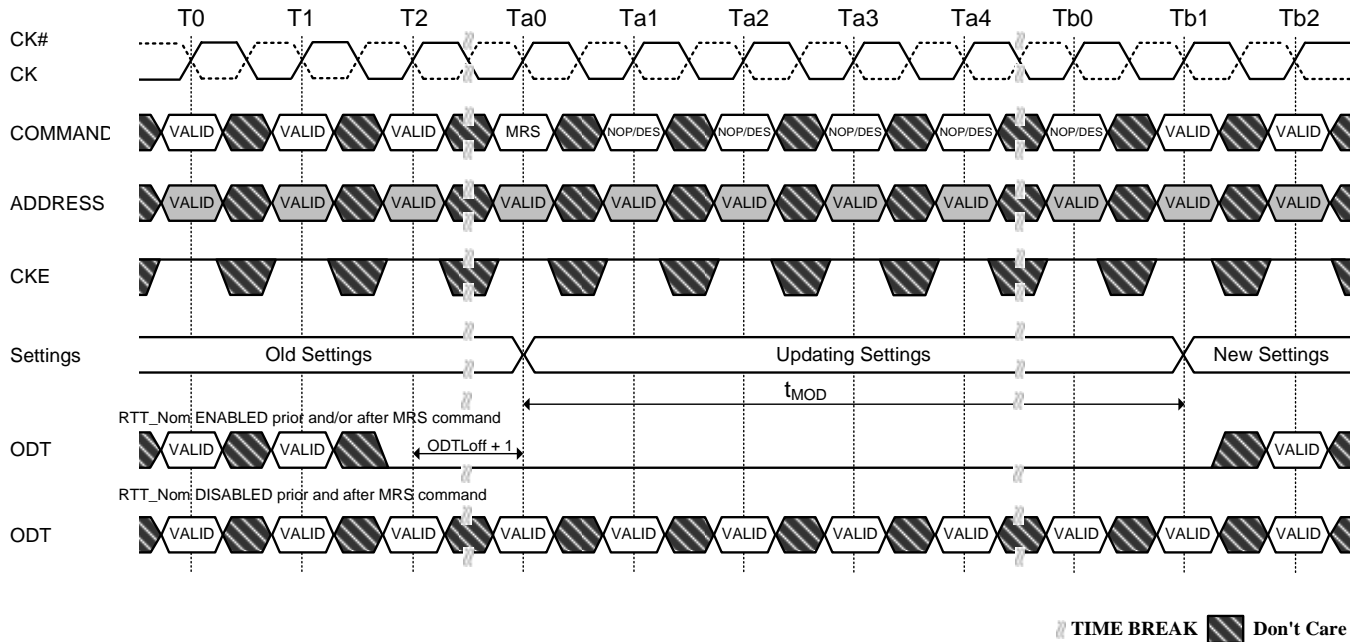 T0 T1 T2 Ta0 Ta1 Ta2 Ta3 Ta4 Tb0 Tb1 Tb2
CK#
CK
COMMAND VALID VALID VALID MRS NOP/DES NOP/DES NOP/DES NOP/DES NOP/DES VALID VALID
ADDRESS VALID VALID VALID VALID VALID VALID VALID VALID VALID VALID VALID
CKE
Settings Old Settings Updating Settings New Settings
tMOD
RTT_Nom ENABLED prior and/or after MRS command
ODT VALID VALID ODTLoff + 1 VALID
RTT_Nom DISABLED prior and after MRS command
ODT VALID VALID VALID VALID VALID VALID VALID VALID VALID VALID VALID
TIME BREAK Don't Care